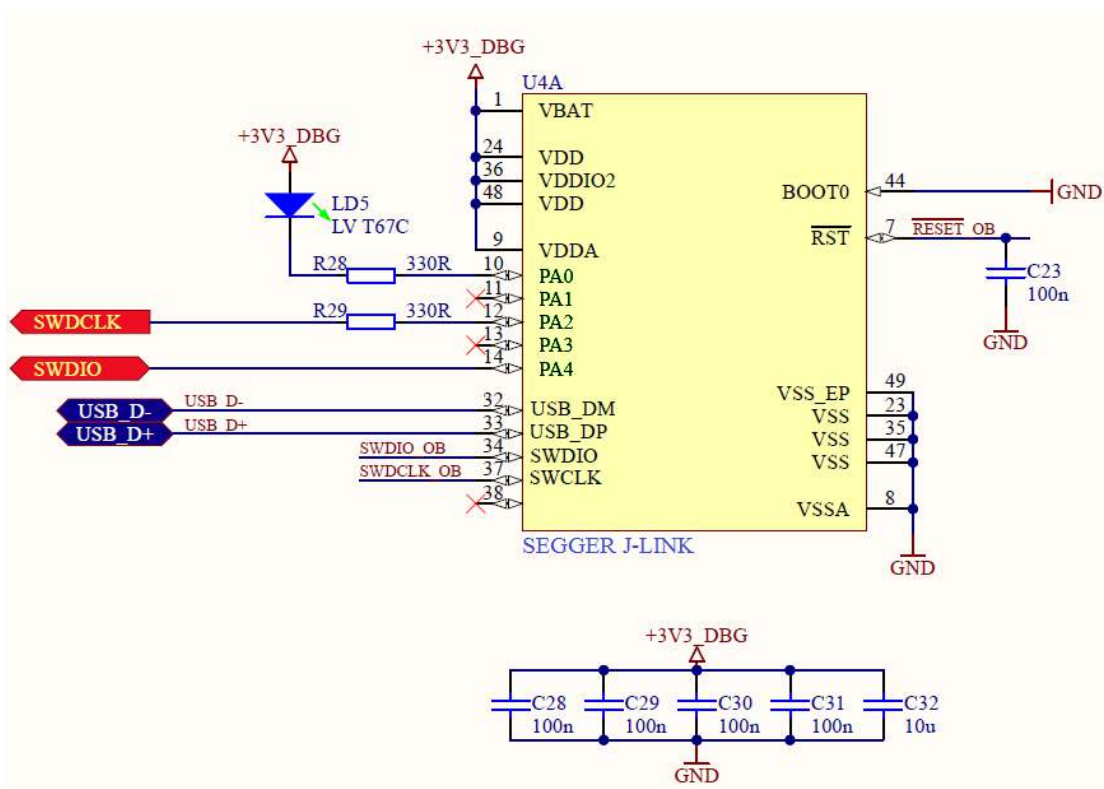 +3V3_DBG
U4A
1 VBAT
+3V3_DBG
24 VDD
36 VDDIO2
48 VDD
BOOT0 44 GND
LD5
LV T67C
RST 7 RESET_OB
9 VDDA
R28 330R 10 PA0
C23
100n
11 PA1
SWDCLK R29 330R 12 PA2
13 PA3
GND
SWDIO 14 PA4
VSS_EP 49
USB_D- USB_D- 32 USB_DM
VSS 23
USB_D+ USB_D+ 33 USB_DP
VSS 35
SWDIO_OB 34 SWDIO
VSS 47
SWDCLK_OB 37 SWCLK
38
VSSA 8
SEGGER J-LINK
GND
+3V3_DBG
C28 C29 C30 C31 C32
100n 100n 100n 100n 10u
GND